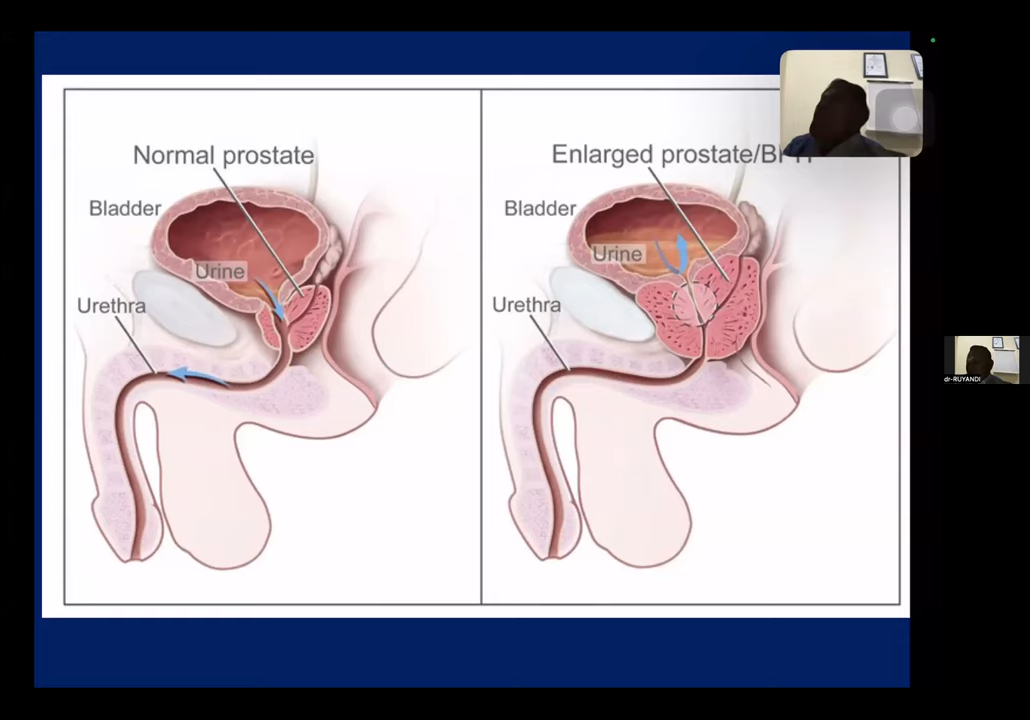 Normal prostate
Bladder
Urine
Urethra
Enlarged prostate/BPH
Bladder
Urine
Urethra
dr-RUYANDI